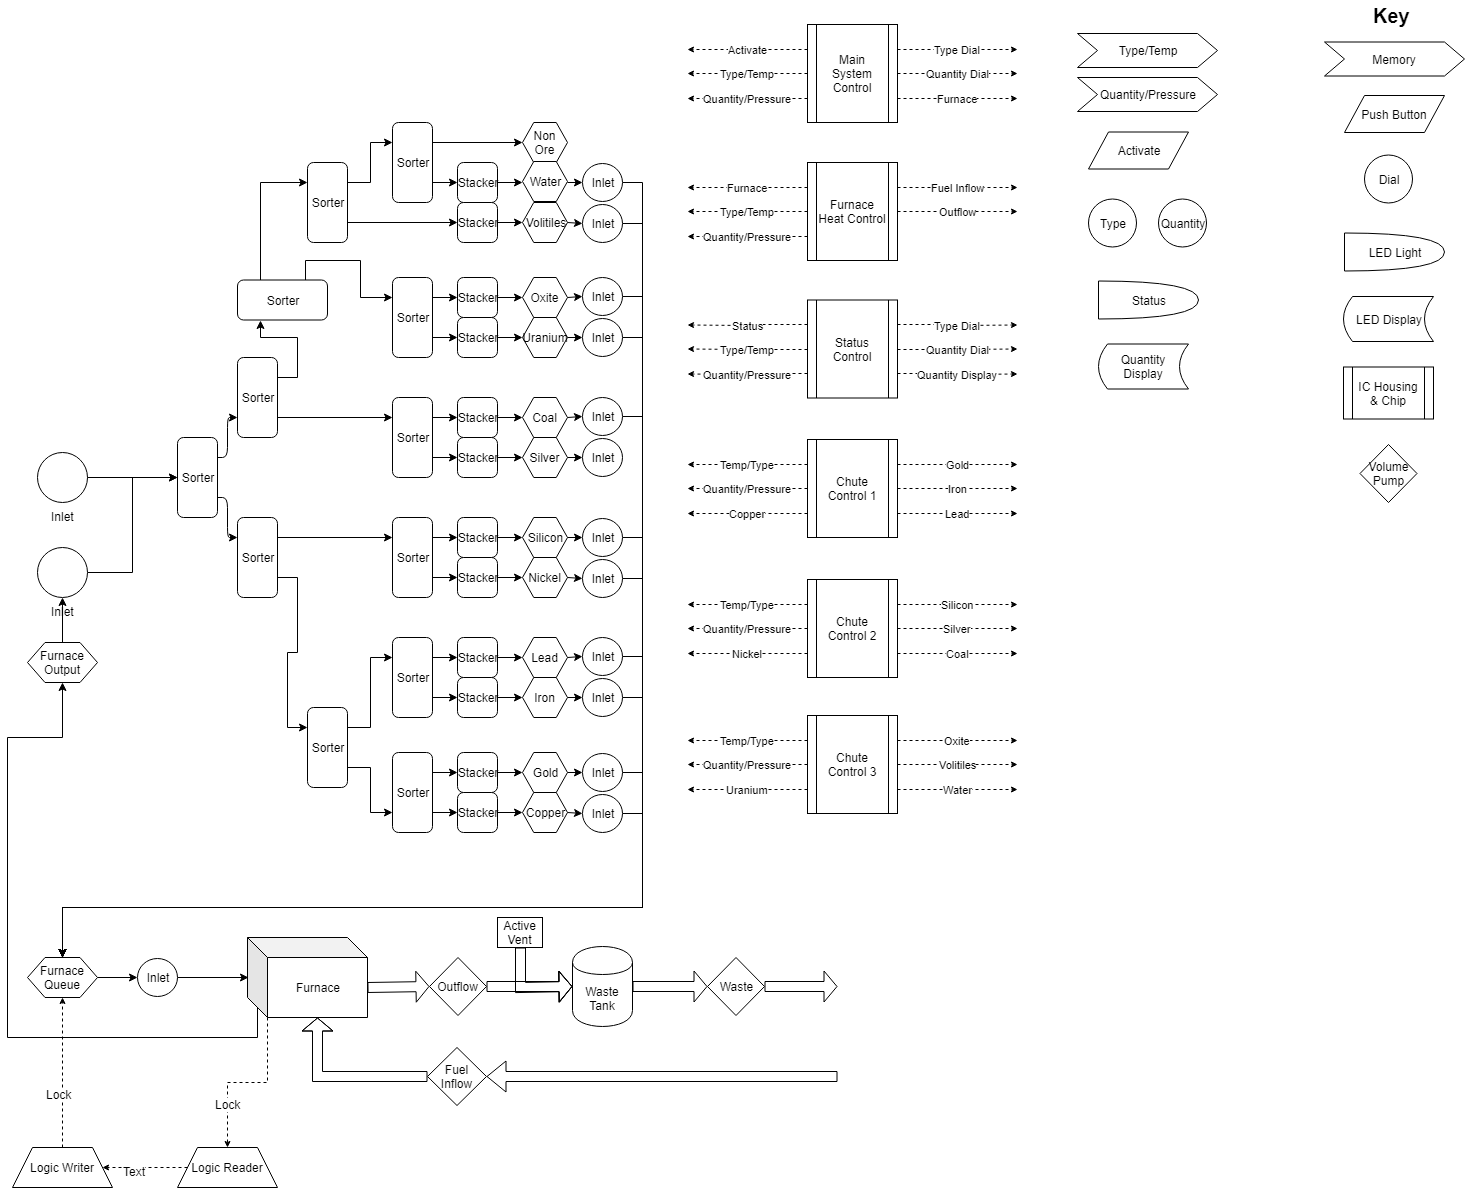 Key
Memory
Push Button
Dial
LED Light
LED Display
IC Housing
& Chip
Volume
Pump
Type/Temp
Quantity/Pressure
Activate
Type
Quantity
Status
Quantity
Display
Activate
Type/Temp
Quantity/Pressure
Main
System
Control
Type Dial
Quantity Dial
Furnace
Furnace
Type/Temp
Quantity/Pressure
Furnace
Heat Control
Fuel Inflow
Outflow
Status
Type/Temp
Quantity/Pressure
Status
Control
Type Dial
Quantity Dial
Quantity Display
Temp/Type
Quantity/Pressure
Copper
Chute
Control 1
Gold
Iron
Lead
Temp/Type
Quantity/Pressure
Nickel
Chute
Control 2
Silicon
Silver
Coal
Temp/Type
Quantity/Pressure
Uranium
Chute
Control 3
Oxite
Volitiles
Water
Sorter
Non
Ore
Sorter
Stacker
Water
Inlet
Stacker
Volitiles
Inlet
Sorter
Sorter
Stacker
Oxite
Inlet
Stacker
Uranium
Inlet
Sorter
Sorter
Stacker
Coal
Inlet
Stacker
Silver
Inlet
Inlet
Sorter
Inlet
Sorter
Sorter
Stacker
Silicon
Inlet
Stacker
Nickel
Inlet
Furnace
Output
Sorter
Stacker
Lead
Inlet
Stacker
Iron
Inlet
Sorter
Sorter
Stacker
Gold
Inlet
Stacker
Copper
Inlet
Furnace
Queue
Inlet
Furnace
Outflow
Active
Vent
Waste
Tank
Waste
Fuel
Inflow
Lock
Lock
Logic Writer
Text
Logic Reader